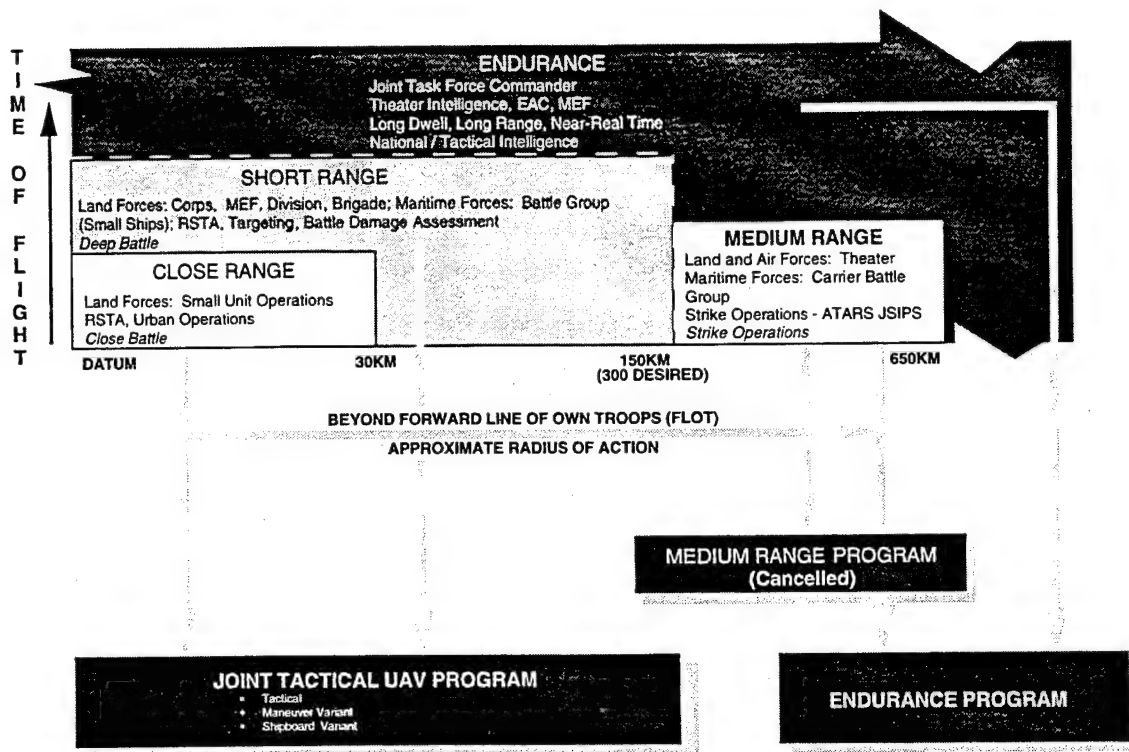 TIME OF FLIGHT
ENDURANCE
Joint Task Force Commander
Theater Intelligence, EAC, MEF
Long Dwell, Long Range, Near-Real Time
National / Tactical Intelligence
SHORT RANGE
Land Forces: Corps, MEF, Division, Brigade; Maritime Forces: Battle Group
(Small Ships); RSTA, Targeting, Battle Damage Assessment
Deep Battle
CLOSE RANGE
Land Forces: Small Unit Operations
RSTA, Urban Operations
Close Battle
MEDIUM RANGE
Land and Air Forces: Theater
Maritime Forces: Carrier Battle
Group
Strike Operations - ATARS JSIPS
Strike Operations
DATUM 30KM 150KM 650KM
(300 DESIRED)
BEYOND FORWARD LINE OF OWN TROOPS (FLOT)
APPROXIMATE RADIUS OF ACTION
MEDIUM RANGE PROGRAM
(Cancelled)
JOINT TACTICAL UAV PROGRAM
• Tactical
• Maneuver Variant
• Shipboard Variant
ENDURANCE PROGRAM